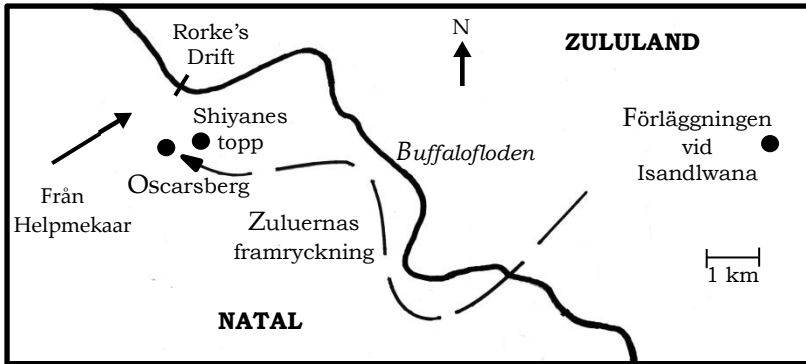 Rorke's
Drift
N
ZULULAND
Shiyanes
topp
Förläggningen
vid
Isandlwana
Buffalofloden
Oscarsberg
Från
Helpmekaar
Zuluernas
framryckning
1 km
NATAL